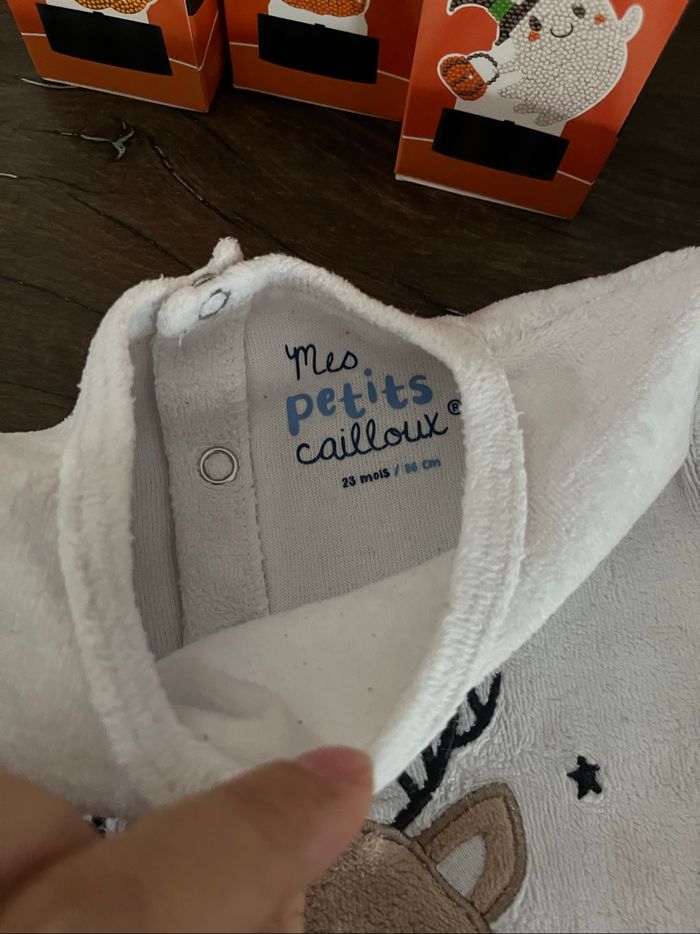 Mes
petits
cailloux®
23 mois / 86 cm